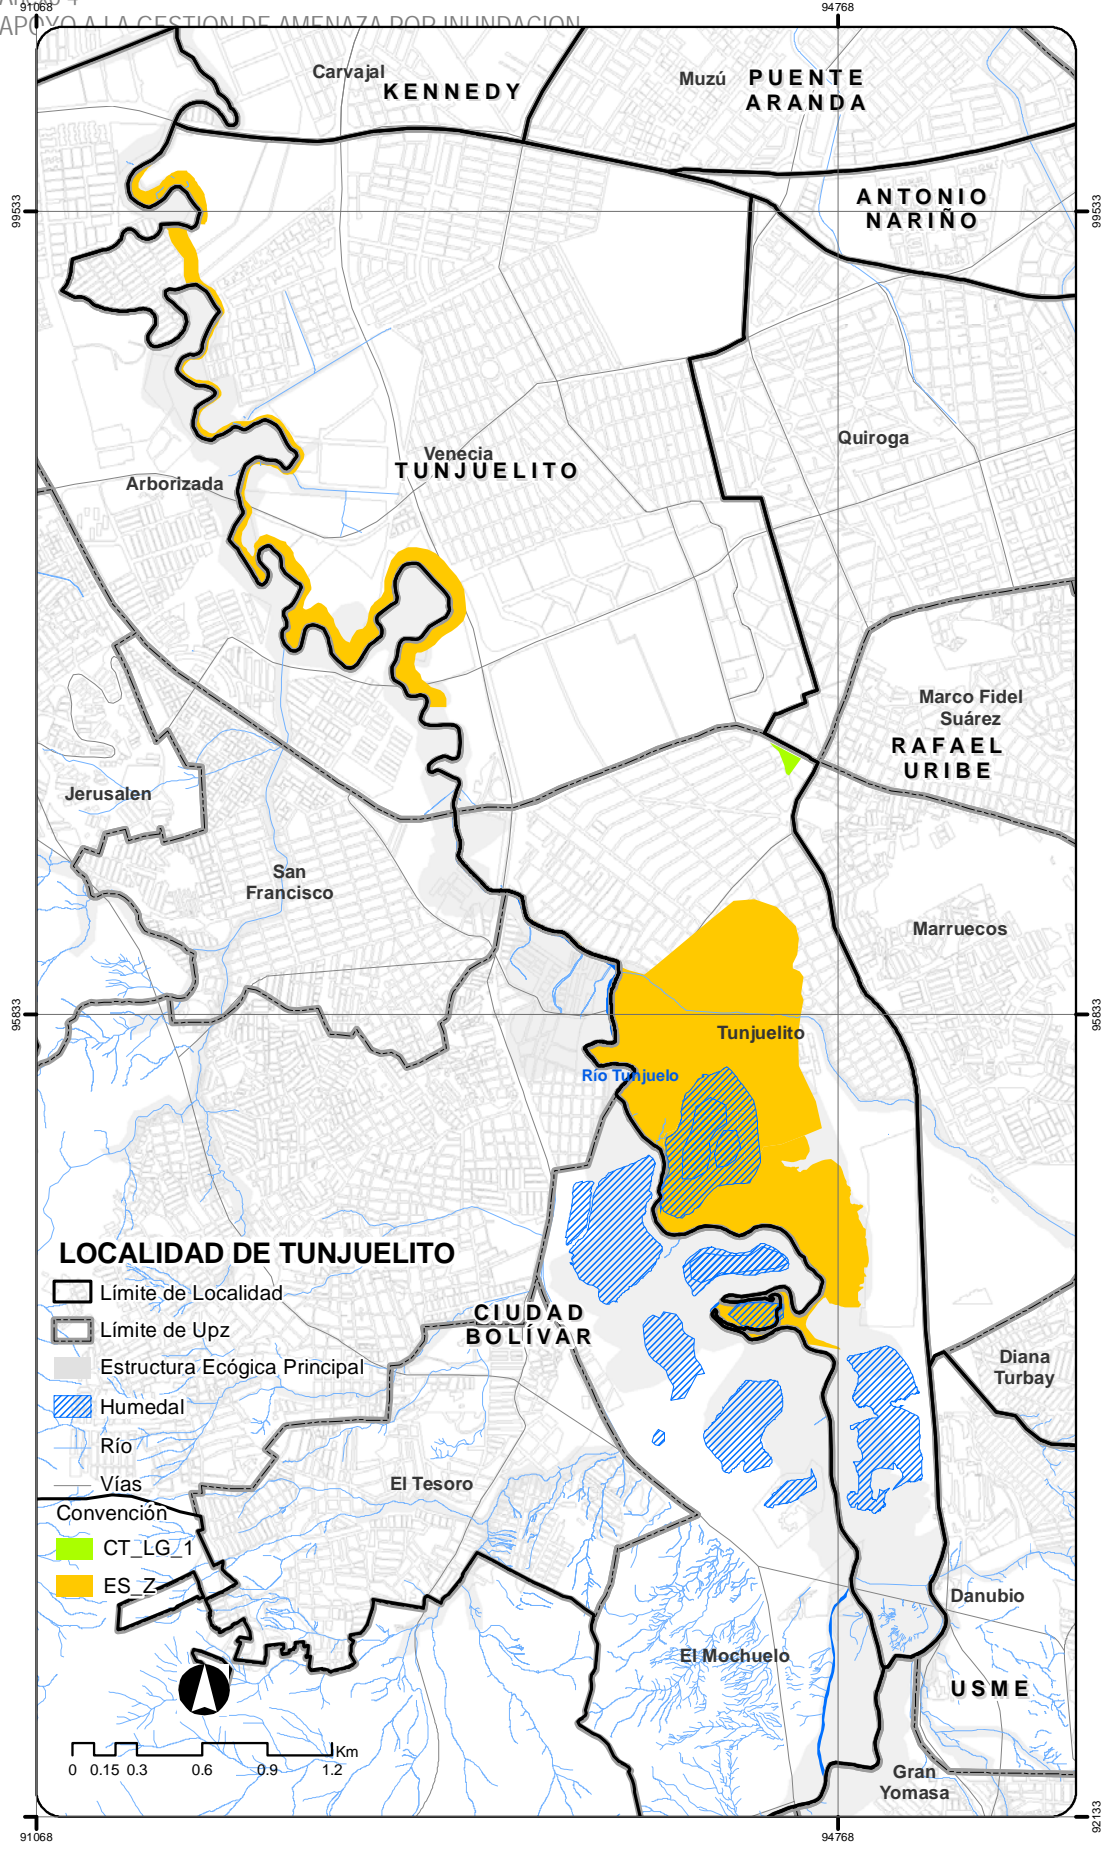 APOYO A LA GESTION DE AMENAZA POR INUNDACION
91068
94768
Carvajal
KENNEDY
Muzú
PUENTE
ARANDA
ANTONIO
NARIÑO
99533
99533
Quiroga
Venecia
TUNJUELITO
Arborizada
Marco Fidel
Suárez
RAFAEL
URIBE
Jerusalen
San
Francisco
Marruecos
95833
95833
Tunjuelito
Río Tunjuelo
LOCALIDAD DE TUNJUELITO
Límite de Localidad
Límite de Upz
Estructura Ecógica Principal
Humedal
Río
Vías
Convención
CT_LG_1
ES_Z
CIUDAD
BOLÍVAR
Diana
Turbay
El Tesoro
Danubio
El Mochuelo
USME
Gran
Yomasa
Km
0 0.15 0.3 0.6 0.9 1.2
92133
91068
94768